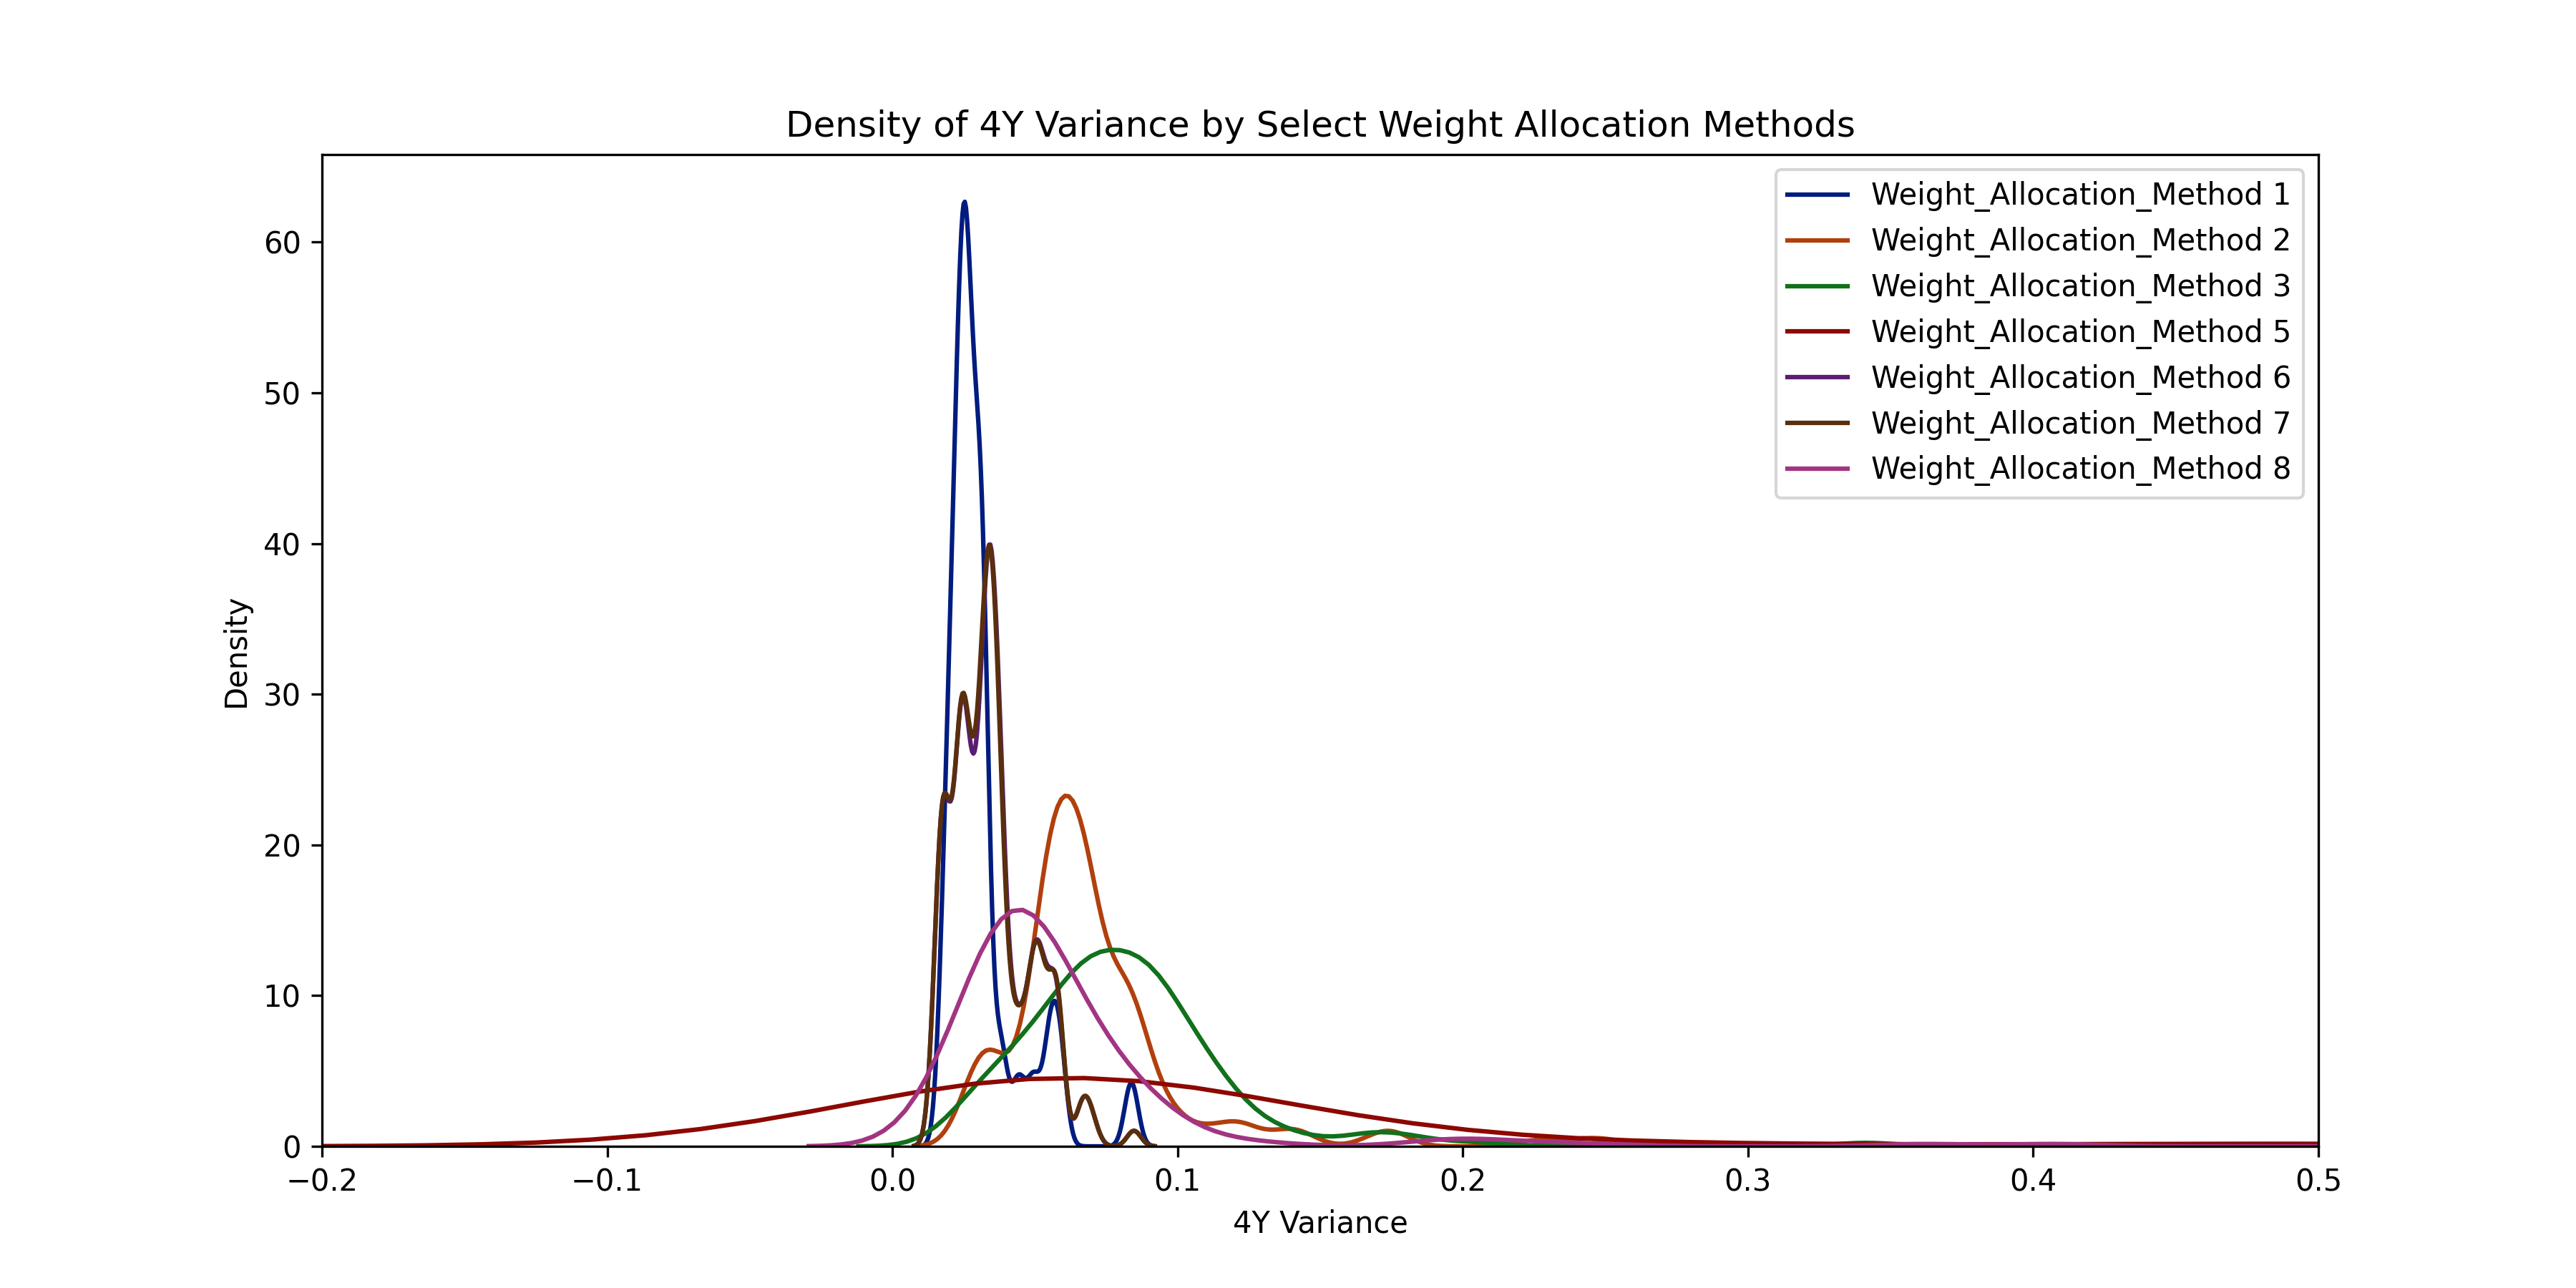 Density of 4Y Variance by Select Weight Allocation Methods
Weight_Allocation_Method 1
Weight_Allocation_Method 2
Weight_Allocation_Method 3
Weight_Allocation_Method 5
Weight_Allocation_Method 6
Weight_Allocation_Method 7
Weight_Allocation_Method 8
Density
60
50
40
30
20
10
0
−0.2 −0.1 0.0 0.1 0.2 0.3 0.4 0.5
4Y Variance